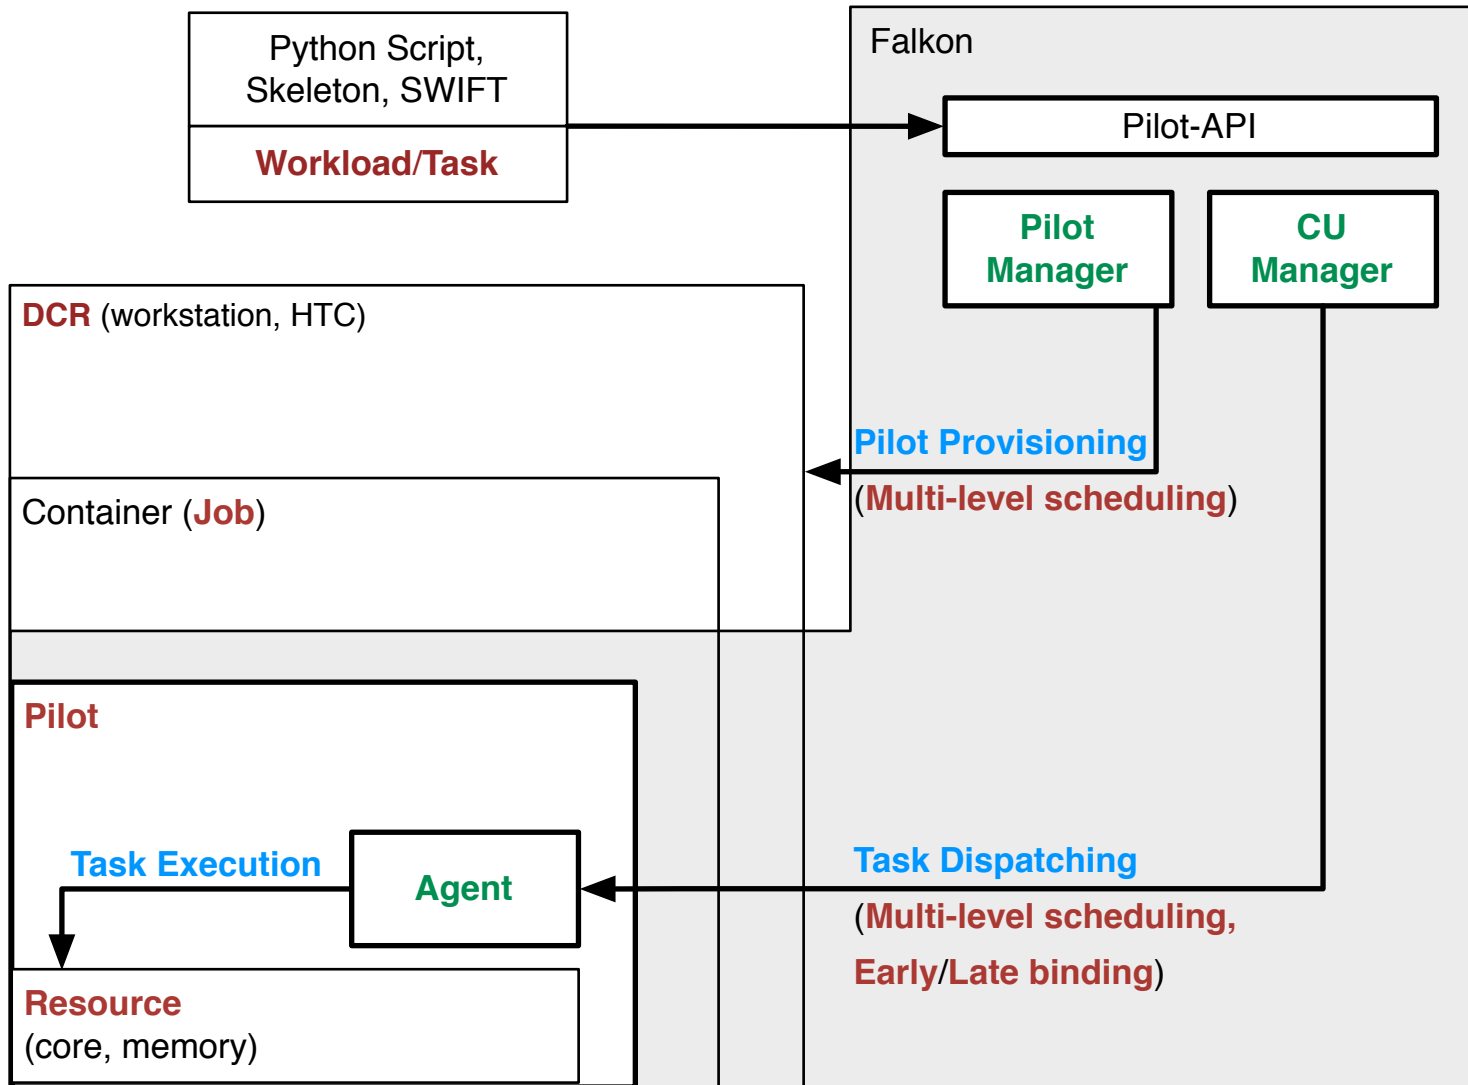 Python Script,
Skeleton, SWIFT
Workload/Task
Falkon
Pilot-API
Pilot
Manager
CU
Manager
DCR (workstation, HTC)
Pilot Provisioning
(Multi-level scheduling)
Container (Job)
Pilot
Task Execution
Agent
Task Dispatching
(Multi-level scheduling,
Early/Late binding)
Resource
(core, memory)